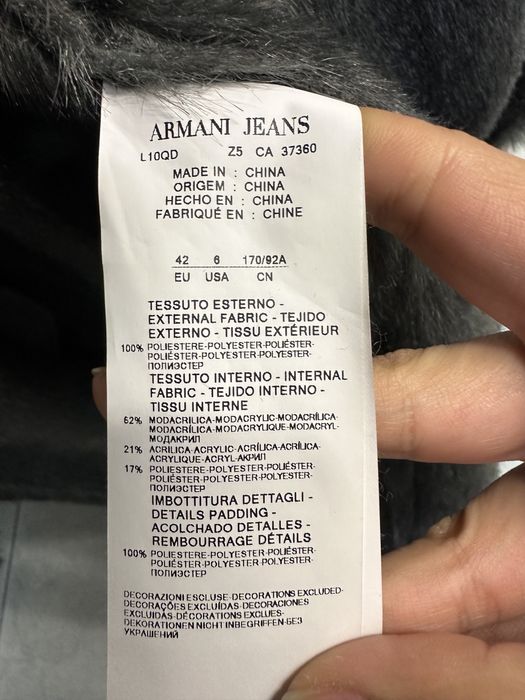 ARMANI JEANS
L10QD Z5 CA 37360
MADE IN : CHINA
ORIGEM : CHINA
HECHO EN : CHINA
FABRIQUÉ EN : CHINE
42 6 170/92A
EU USA CN
TESSUTO ESTERNO -
EXTERNAL FABRIC - TEJIDO
EXTERNO - TISSU EXTÉRIEUR
100% POLIESTERE-POLYESTER-POLIÉSTER-
POLIÉSTER-POLYESTER-POLYESTER-
ПОЛИЭСТЕР
TESSUTO INTERNO - INTERNAL
FABRIC - TEJIDO INTERNO -
TISSU INTERNE
62% MODACRILICA-MODACRYLIC-MODACRÍLICA-
MODACRÍLICA-MODACRYLIQUE-MODACRYL-
МОДАКРИЛ
21% ACRILICA-ACRYLIC-ACRÍLICA-ACRÍLICA-
ACRYLIQUE-ACRYL-АКРИЛ
17% POLIESTERE-POLYESTER-POLIÉSTER-
POLIÉSTER-POLYESTER-POLYESTER-
ПОЛИЭСТЕР
IMBOTTITURA DETTAGLI -
DETAILS PADDING -
ACOLCHADO DETALLES -
REMBOURRAGE DÉTAILS
100% POLIESTERE-POLYESTER-POLIÉSTER-
POLIÉSTER-POLYESTER-POLYESTER-
ПОЛИЭСТЕР
DECORAZIONI ESCLUSE-DECORATIONS EXCLUDED-
DECORAÇÕES EXCLUÍDAS-DECORACIONES
EXCLUIDAS-DÉCORATIONS EXCLUES-
DEKORATIONEN NICHT INBEGRIFFEN-БЕЗ
УКРАШЕНИЙ